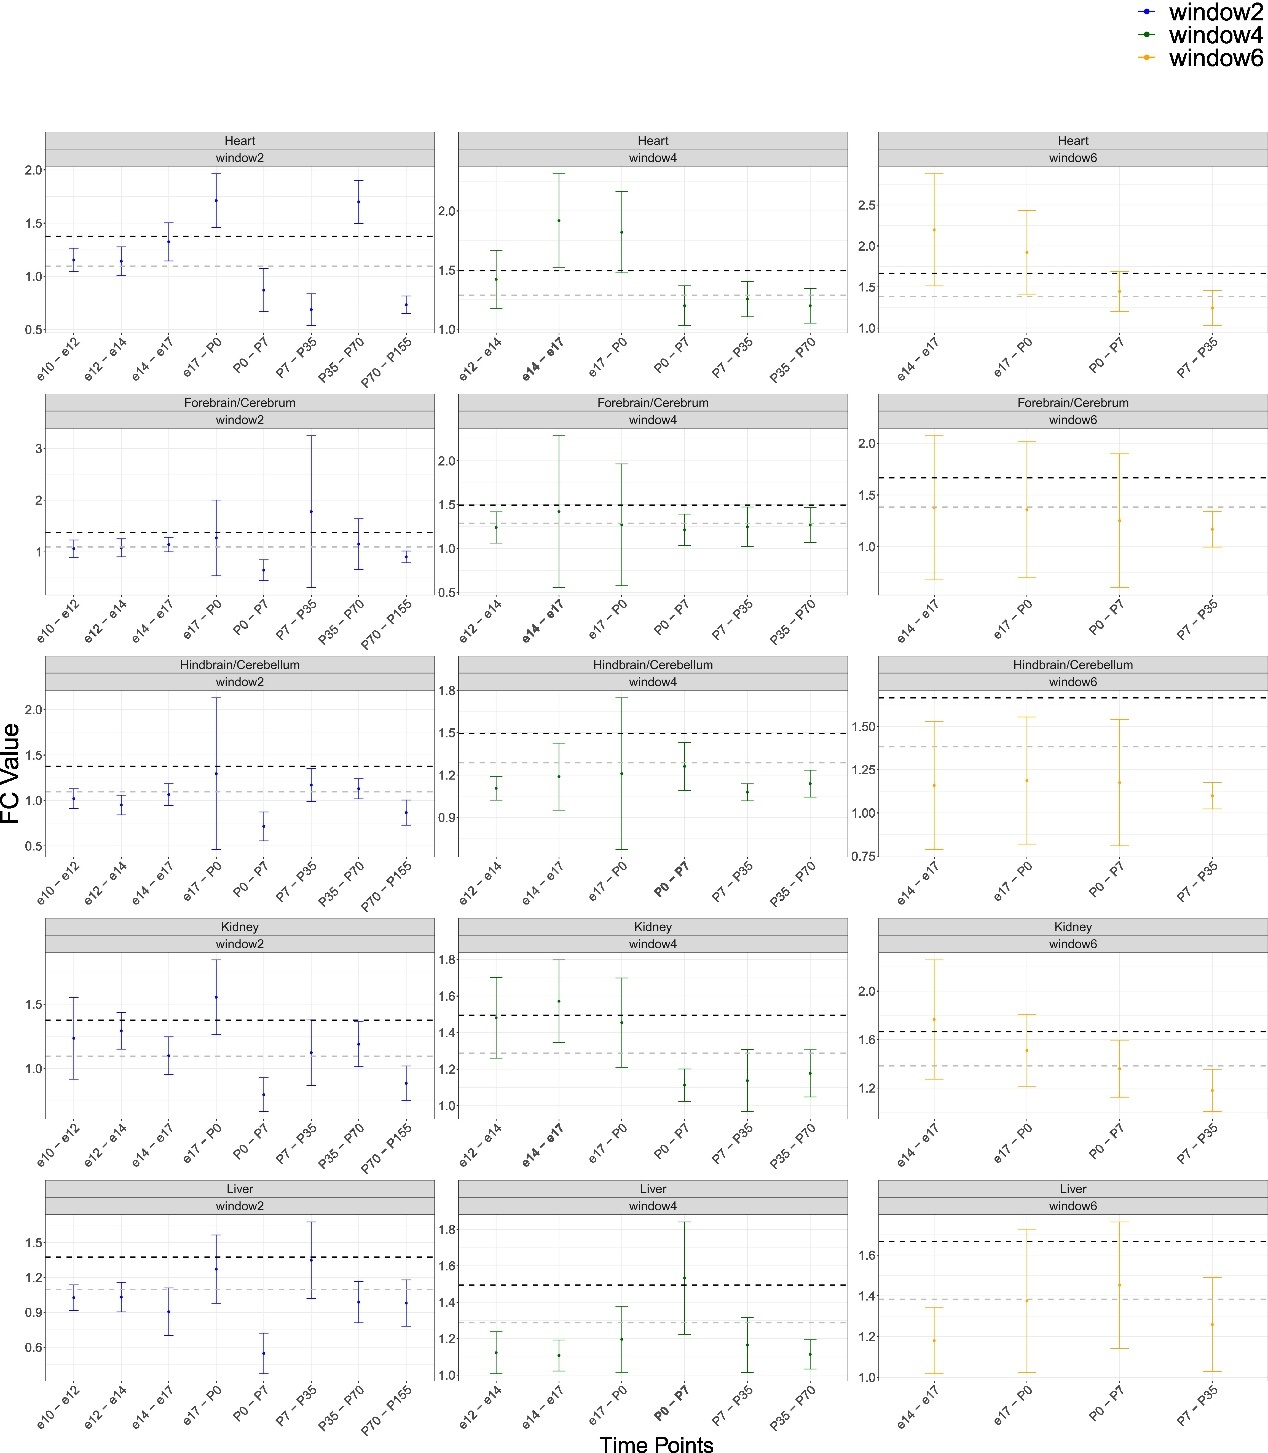 window2
window4
window6
Heart Heart Heart
window2 window4 window6
2.0
1.5
1.0
0.5
2.0
1.5
1.0
2.5
2.0
1.5
1.0
e10 – e12 e12 – e14 e14 – e17 e17 – P0 P0 – P7 P7 – P35 P35 – P70 P70 – P155
e12 – e14 e14 – e17 e17 – P0 P0 – P7 P7 – P35 P35 – P70
e14 – e17 e17 – P0 P0 – P7 P7 – P35
Forebrain/Cerebrum Forebrain/Cerebrum Forebrain/Cerebrum
window2 window4 window6
3
2
1
2.0
1.5
1.0
0.5
2.0
1.5
1.0
e10 – e12 e12 – e14 e14 – e17 e17 – P0 P0 – P7 P7 – P35 P35 – P70 P70 – P155
e12 – e14 e14 – e17 e17 – P0 P0 – P7 P7 – P35 P35 – P70
e14 – e17 e17 – P0 P0 – P7 P7 – P35
Hindbrain/Cerebellum Hindbrain/Cerebellum Hindbrain/Cerebellum
window2 window4 window6
FC Value
2.0
1.5
1.0
0.5
1.8
1.5
1.2
0.9
1.50
1.25
1.00
0.75
e10 – e12 e12 – e14 e14 – e17 e17 – P0 P0 – P7 P7 – P35 P35 – P70 P70 – P155
e12 – e14 e14 – e17 e17 – P0 P0 – P7 P7 – P35 P35 – P70
e14 – e17 e17 – P0 P0 – P7 P7 – P35
Kidney Kidney Kidney
window2 window4 window6
1.5
1.0
1.8
1.6
1.4
1.2
1.0
2.0
1.6
1.2
e10 – e12 e12 – e14 e14 – e17 e17 – P0 P0 – P7 P7 – P35 P35 – P70 P70 – P155
e12 – e14 e14 – e17 e17 – P0 P0 – P7 P7 – P35 P35 – P70
e14 – e17 e17 – P0 P0 – P7 P7 – P35
Liver Liver Liver
window2 window4 window6
1.5
1.2
0.9
0.6
1.8
1.6
1.4
1.2
1.0
1.6
1.4
1.2
1.0
e10 – e12 e12 – e14 e14 – e17 e17 – P0 P0 – P7 P7 – P35 P35 – P70 P70 – P155
e12 – e14 e14 – e17 e17 – P0 P0 – P7 P7 – P35 P35 – P70
e14 – e17 e17 – P0 P0 – P7 P7 – P35
Time Points